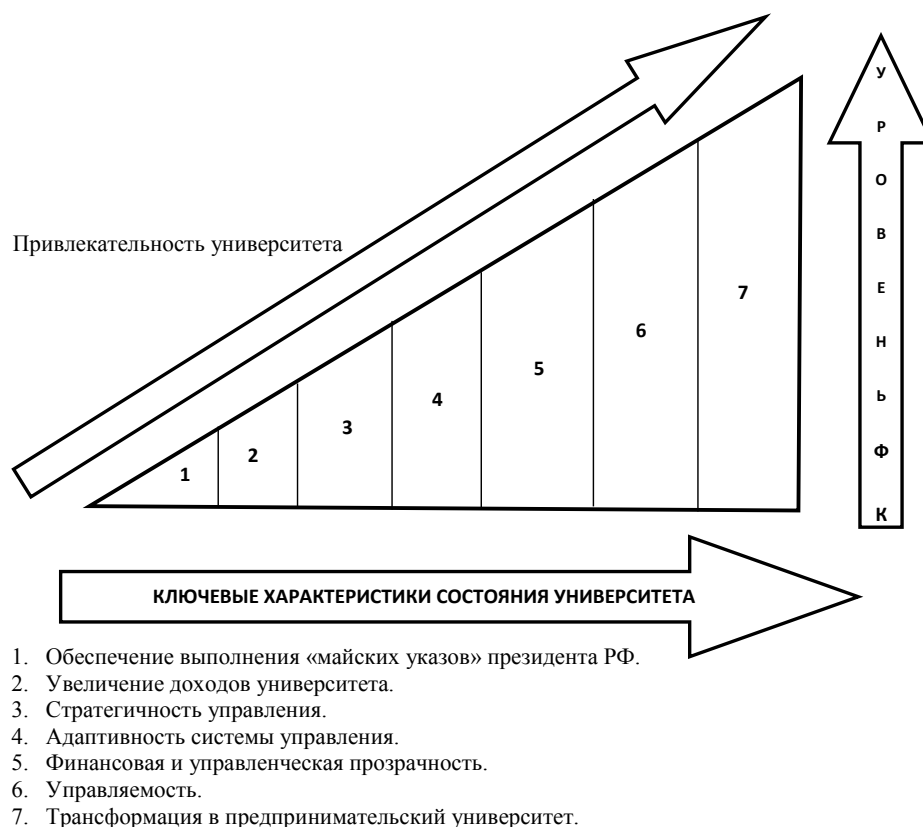 Привлекательность университета
УРОВЕНЬ ФК
1
2
3
4
5
6
7
КЛЮЧЕВЫЕ ХАРАКТЕРИСТИКИ СОСТОЯНИЯ УНИВЕРСИТЕТА
1. Обеспечение выполнения «майских указов» президента РФ.
2. Увеличение доходов университета.
3. Стратегичность управления.
4. Адаптивность системы управления.
5. Финансовая и управленческая прозрачность.
6. Управляемость.
7. Трансформация в предпринимательский университет.